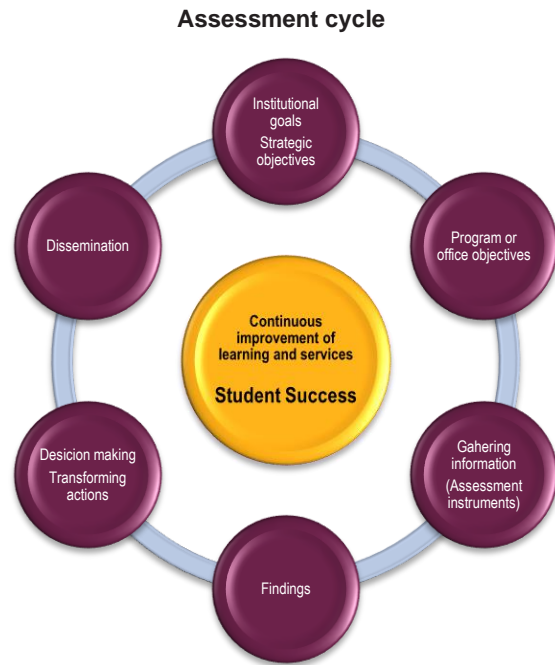 Assessment cycle
Institutional
goals
Strategic
objectives
Program or
office objectives
Gahering
information
(Assessment
instruments)
Findings
Desicion making
Transforming
actions
Dissemination
Continuous
improvement of
learning and services
Student Success